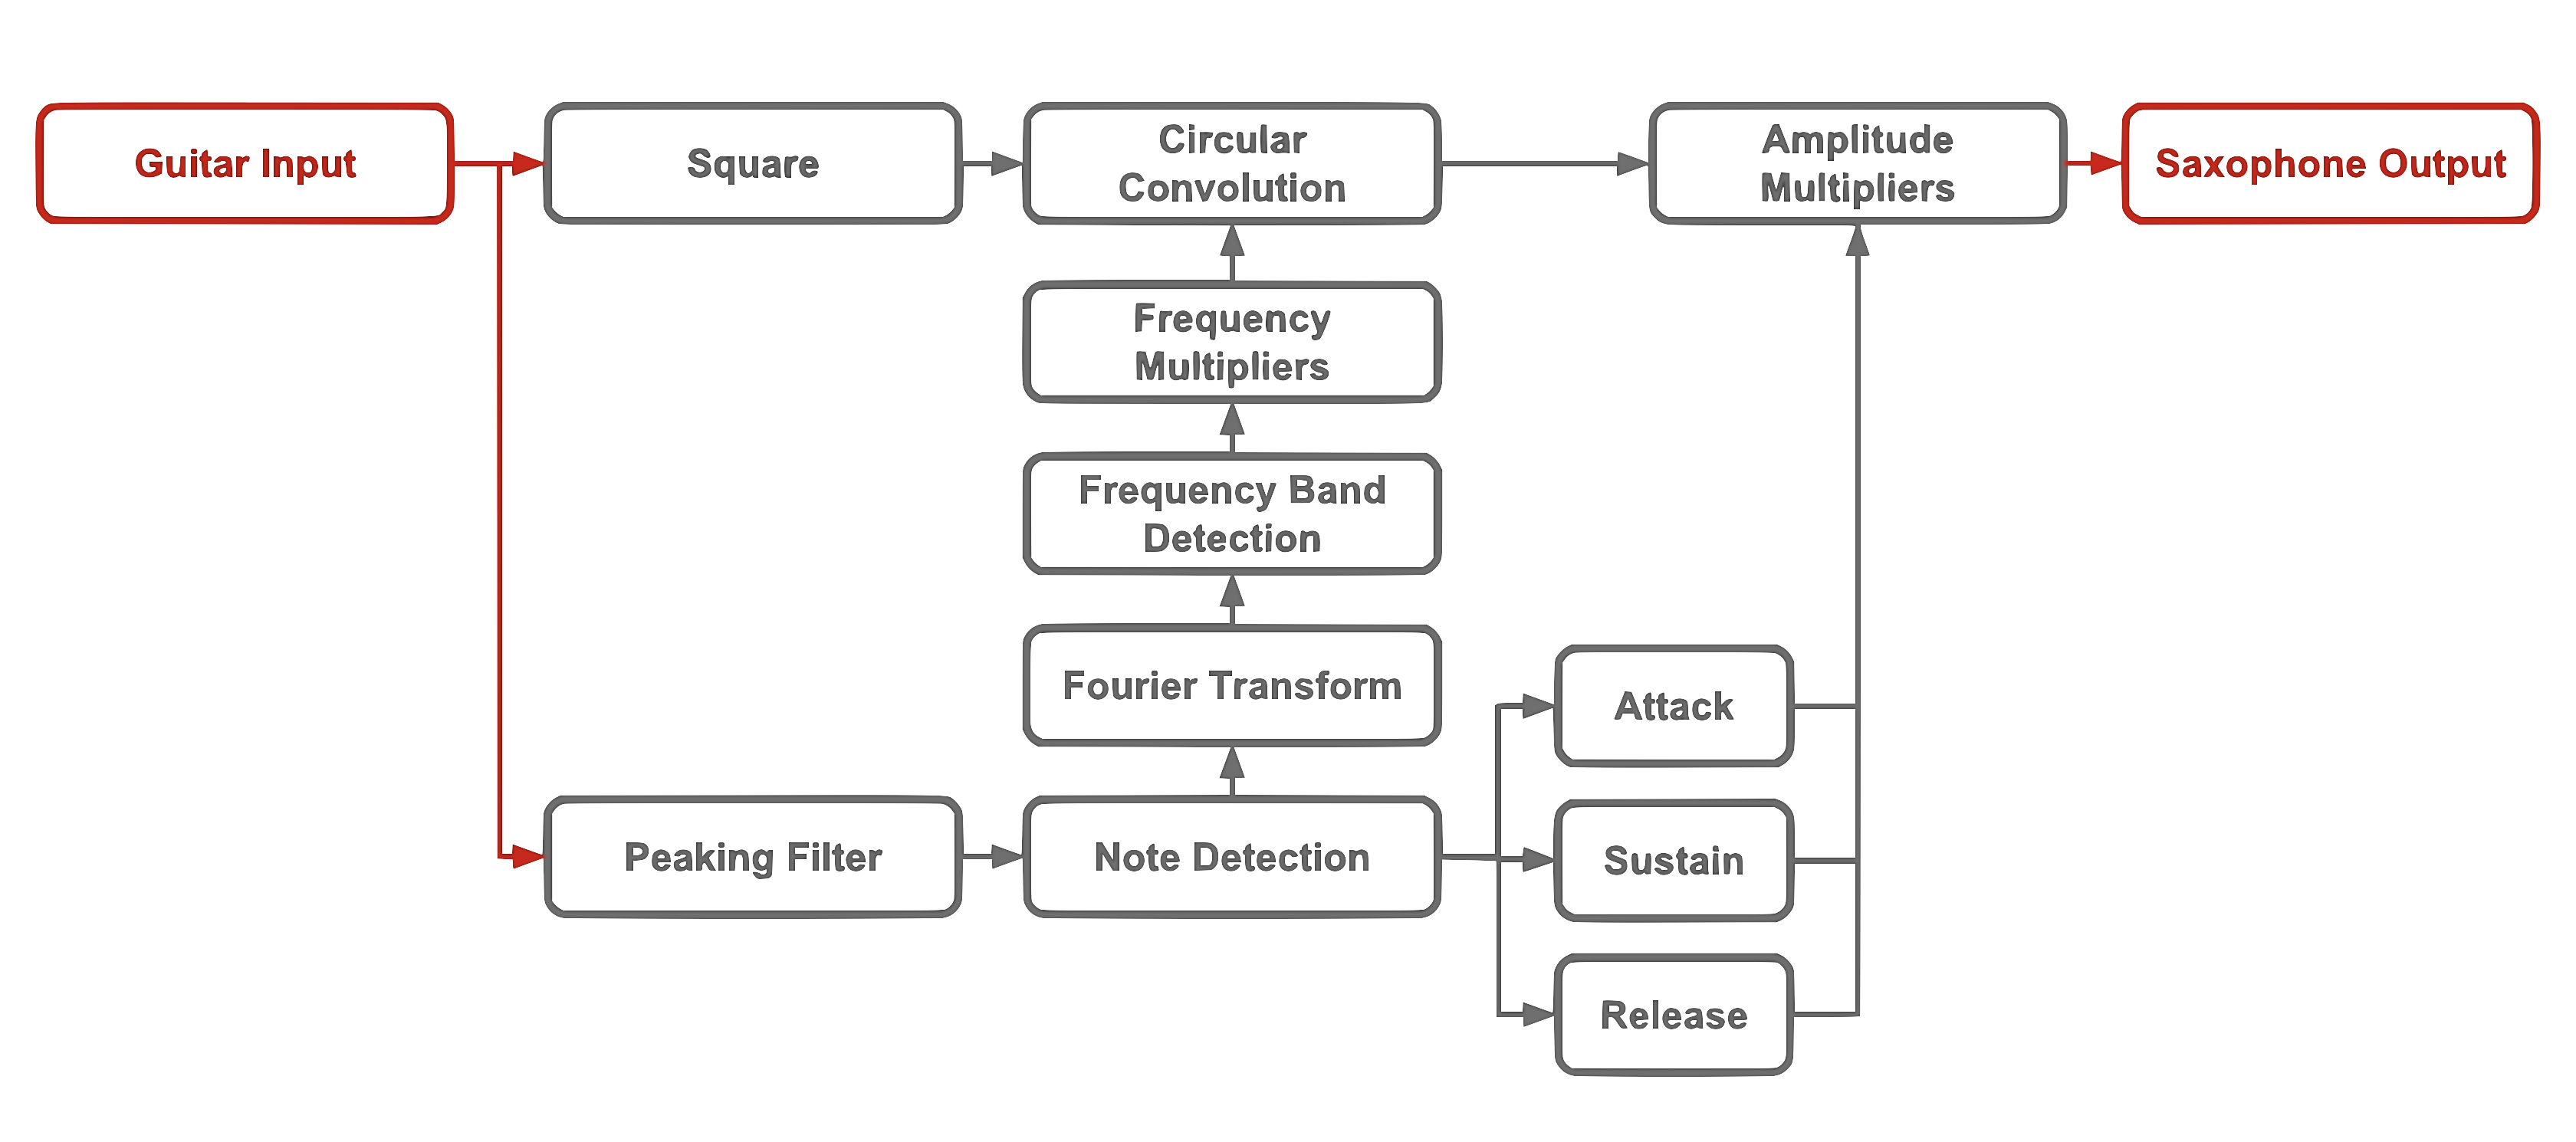 Guitar Input
Square
Circular
Convolution
Amplitude
Multipliers
Saxophone Output
Frequency
Multipliers
Frequency Band
Detection
Fourier Transform
Attack
Peaking Filter
Note Detection
Sustain
Release